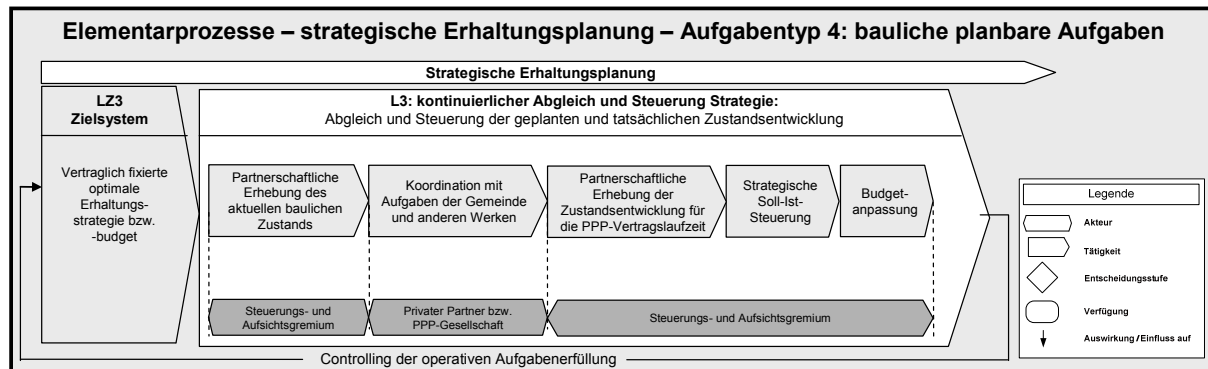 Elementarprozesse – strategische Erhaltungsplanung – Aufgabentyp 4: bauliche planbare Aufgaben
Strategische Erhaltungsplanung
LZ3
Zielsystem
L3: kontinuierlicher Abgleich und Steuerung Strategie:
Abgleich und Steuerung der geplanten und tatsächlichen Zustandsentwicklung
Vertraglich fixierte
optimale
Erhaltungs-
strategie bzw.
-budget
Partnerschaftliche
Erhebung des
aktuellen baulichen
Zustands
Koordination mit
Aufgaben der Gemeinde
und anderen Werken
Partnerschaftliche
Erhebung der
Zustandsentwicklung für
die PPP-Vertragslaufzeit
Strategische
Soll-Ist-
Steuerung
Budget-
anpassung
Steuerungs- und
Aufsichtsgremium
Privater Partner bzw.
PPP-Gesellschaft
Steuerungs- und Aufsichtsgremium
Controlling der operativen Aufgabenerfüllung
Legende
Akteur
Tätigkeit
Entscheidungsstufe
Verfügung
Auswirkung / Einfluss auf